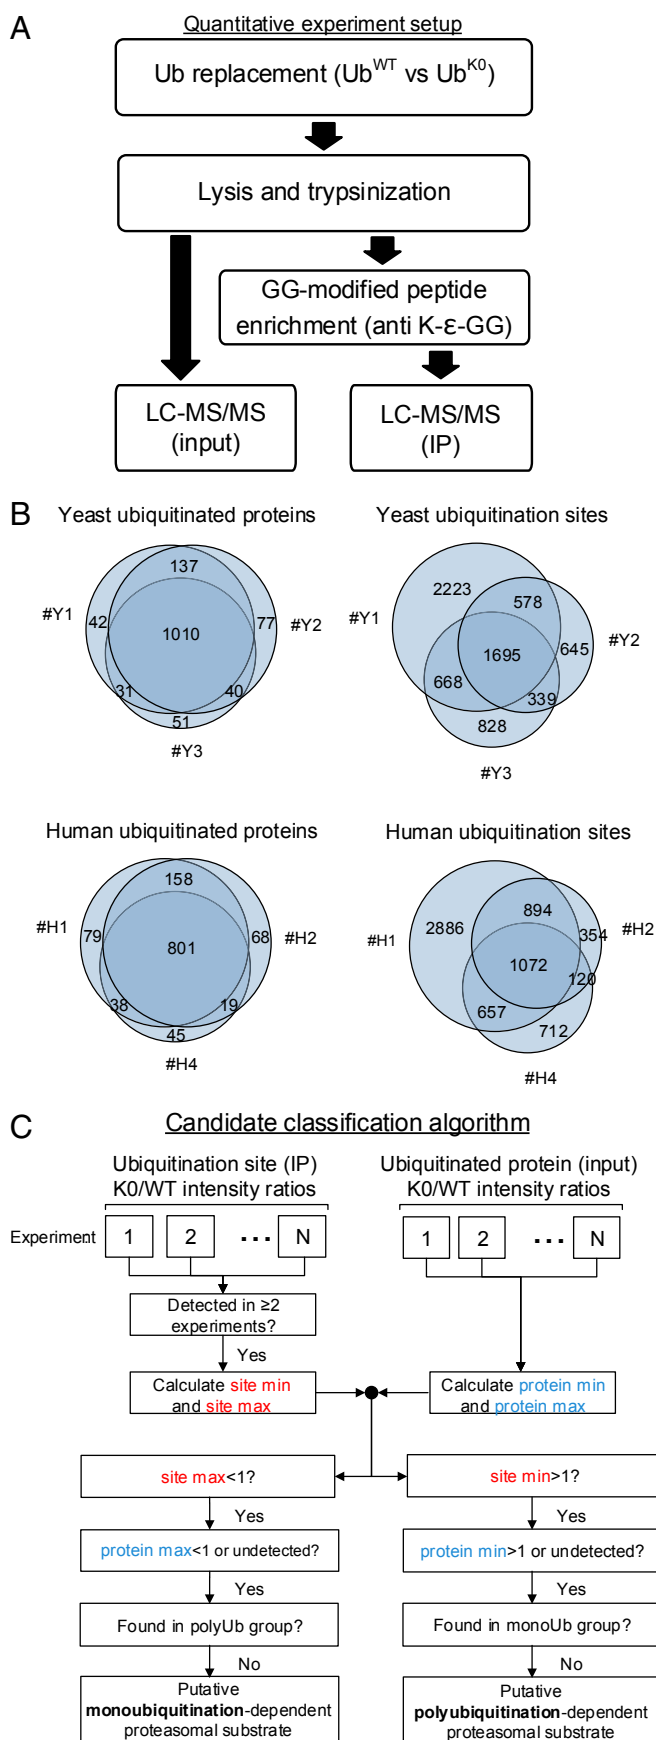 A
Quantitative experiment setup
Ub replacement (Ub^WT vs Ub^K0)
Lysis and trypsinization
GG-modified peptide
enrichment (anti K-ε-GG)
LC-MS/MS
(input)
LC-MS/MS
(IP)
B
Yeast ubiquitinated proteins
#Y1
42
137
77
#Y2
1010
31
40
51
#Y3
Yeast ubiquitination sites
#Y1
2223
578
645
#Y2
1695
668
339
828
#Y3
Human ubiquitinated proteins
#H1
79
158
68
#H2
801
38
19
45
#H4
Human ubiquitination sites
#H1
2886
894
354
#H2
1072
120
657
712
#H4
C
Candidate classification algorithm
Ubiquitination site (IP)
K0/WT intensity ratios
Ubiquitinated protein (input)
K0/WT intensity ratios
Experiment
1
2
...
N
1
2
...
N
Detected in ≥2
experiments?
Yes
Calculate site min
and site max
Calculate protein min
and protein max
site max<1?
site min>1?
Yes
Yes
protein max<1 or undetected?
protein min>1 or undetected?
Yes
Yes
Found in polyUb group?
Found in monoUb group?
No
No
Putative
monoubiquitination-dependent
proteasomal substrate
Putative
polyubiquitination-dependent
proteasomal substrate